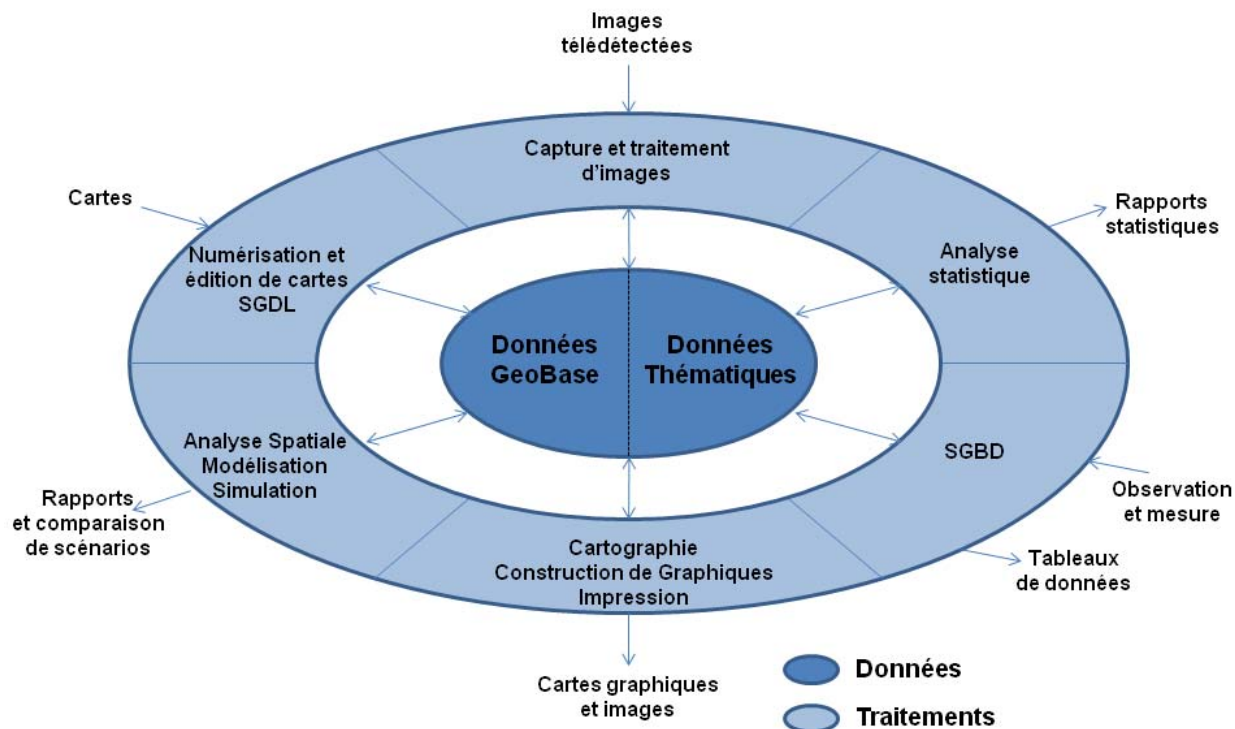 Images
télédétectées
Capture et traitement
d'images
Cartes
Numérisation et
édition de cartes
SGDL
Analyse
statistique
Rapports
statistiques
Données
GeoBase
Données
Thématiques
Analyse Spatiale
Modélisation
Simulation
SGBD
Rapports
et comparaison
de scénarios
Observation
et mesure
Cartographie
Construction de Graphiques
Impression
Tableaux
de données
Cartes graphiques
et images
Données
Traitements